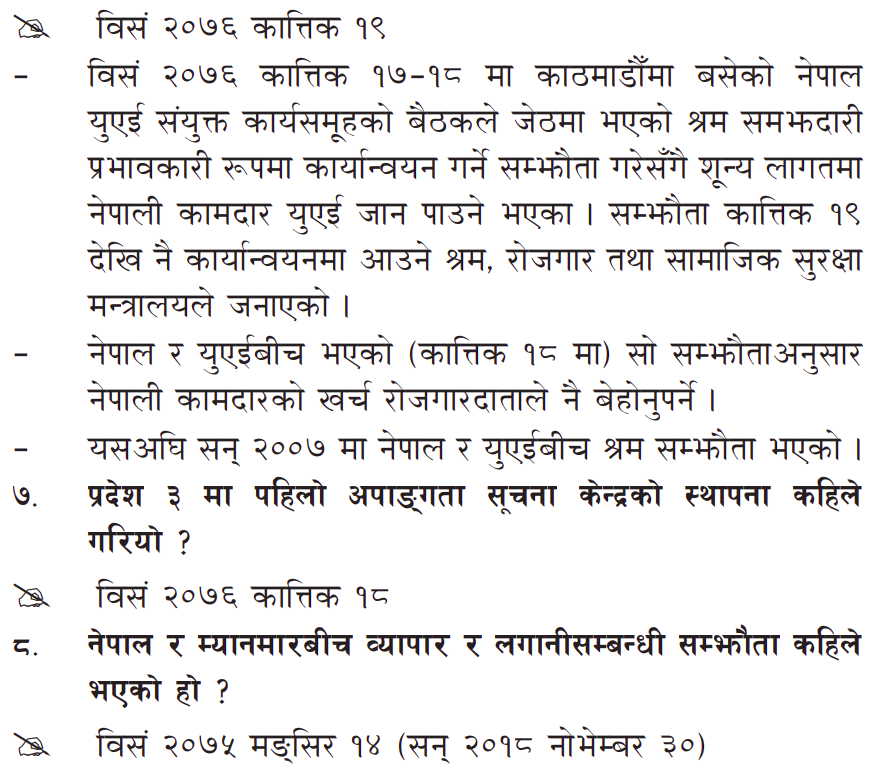 ✍ विसं २०७६ कात्तिक १९
– विसं २०७६ कात्तिक १७-१८ मा काठमाडौँमा बसेको नेपाल
युएई संयुक्त कार्यसमूहको बैठकले जेठमा भएको श्रम समझदारी
प्रभावकारी रूपमा कार्यान्वयन गर्ने सम्झौता गरेसँगै शून्य लागतमा
नेपाली कामदार युएई जान पाउने भएका । सम्झौता कात्तिक १९
देखि नै कार्यान्वयनमा आउने श्रम, रोजगार तथा सामाजिक सुरक्षा
मन्त्रालयले जनाएको ।
– नेपाल र युएईबीच भएको (कात्तिक १८ मा) सो सम्झौताअनुसार
नेपाली कामदारको खर्च रोजगारदाताले नै बेहोनुपर्ने ।
– यसअघि सन् २००७ मा नेपाल र युएईबीच श्रम सम्झौता भएको ।
७. प्रदेश ३ मा पहिलो अपाङ्गता सूचना केन्द्रको स्थापना कहिले
गरियो ?
✍ विसं २०७६ कात्तिक १८
८. नेपाल र म्यानमारबीच व्यापार र लगानीसम्बन्धी सम्झौता कहिले
भएको हो ?
✍ विसं २०७५ मङ्सिर १४ (सन् २०१८ नोभेम्बर ३०)